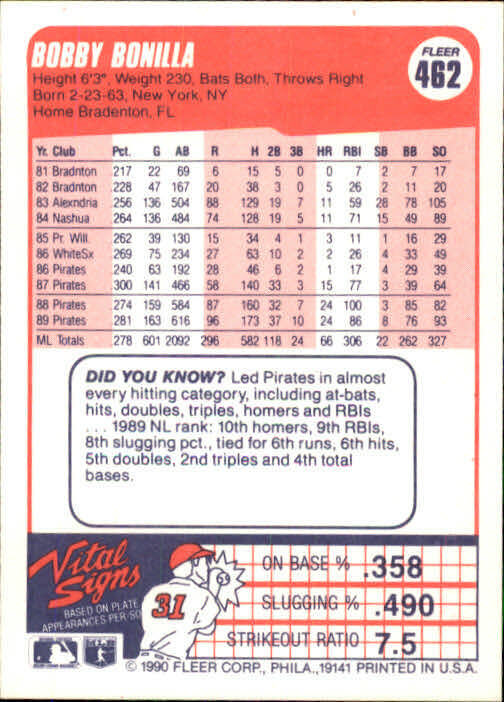 BOBBY BONILLA
FLEER
462
Height 6'3", Weight 230, Bats Both, Throws Right
Born 2-23-63, New York, NY
Home Bradenton, FL
Yr. Club Pct. G AB R H 2B 3B HR RBI SB BB SO
81 Bradnton .217 22 69 6 15 5 0 0 7 2 7 17
82 Bradnton .228 47 167 20 38 3 0 5 26 2 11 20
83 Alexndria .256 136 504 88 129 19 7 11 59 28 78 105
84 Nashua .264 136 484 74 128 19 5 11 71 15 49 89
85 Pr. Will. .262 39 130 15 34 4 1 3 11 1 16 29
86 WhiteSx .269 75 234 27 63 10 2 2 26 4 33 49
86 Pirates .240 63 192 28 46 6 2 1 17 4 29 39
87 Pirates .300 141 466 58 140 33 3 15 77 3 39 64
88 Pirates .274 159 584 87 160 32 7 24 100 3 85 82
89 Pirates .281 163 616 96 173 37 10 24 86 8 76 93
ML Totals .278 601 2092 296 582 118 24 66 306 22 262 327
DID YOU KNOW? Led Pirates in almost
every hitting category, including at-bats,
hits, doubles, triples, homers and RBIs
. . . 1989 NL rank: 10th homers, 9th RBIs,
8th slugging pct., tied for 6th runs, 6th hits,
5th doubles, 2nd triples and 4th total
bases.
Vital
Signs
BASED ON PLATE
APPEARANCES PER·SO
31
ON BASE % .358
SLUGGING % .490
STRIKEOUT RATIO 7.5
© 1990 FLEER CORP., PHILA., 19141 PRINTED IN U.S.A.